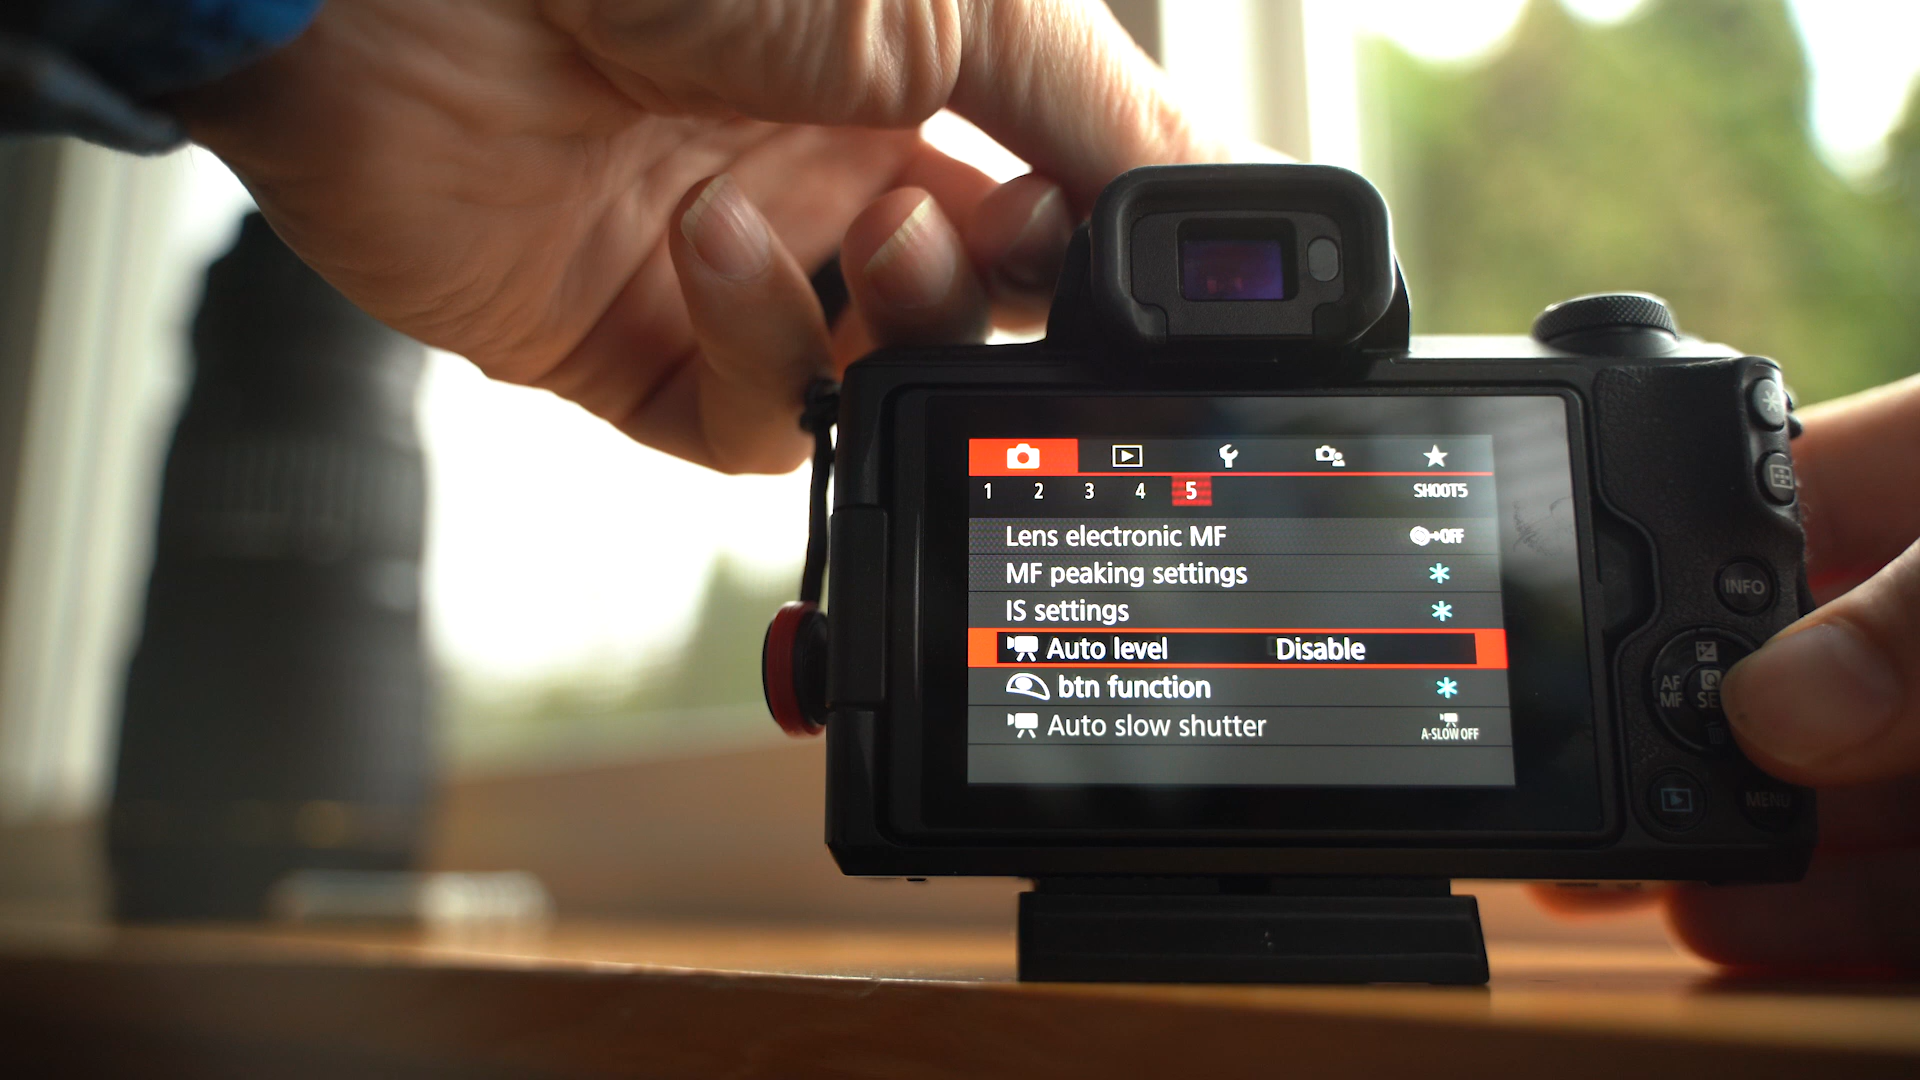 1 2 3 4 5 SHOOT5
Lens electronic MF OFF
MF peaking settings
IS settings
Auto level Disable
btn function
Auto slow shutter A-SLOW OFF
INFO
AF
MF
Q
SE
MENU